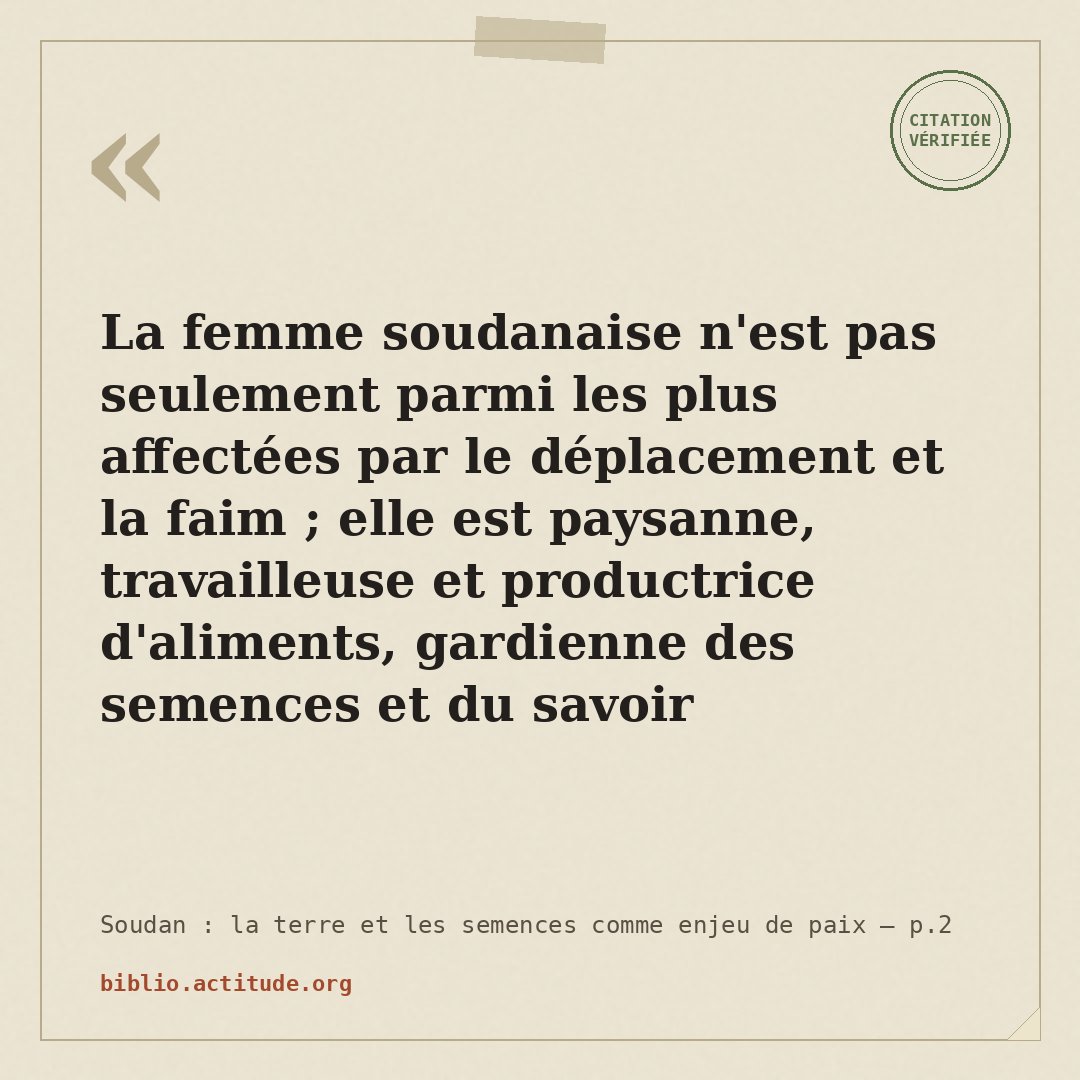 «
CITATION
VÉRIFIÉE
La femme soudanaise n'est pas
seulement parmi les plus
affectées par le déplacement et
la faim ; elle est paysanne,
travailleuse et productrice
d'aliments, gardienne des
semences et du savoir
Soudan : la terre et les semences comme enjeu de paix — p.2
biblio.actitude.org